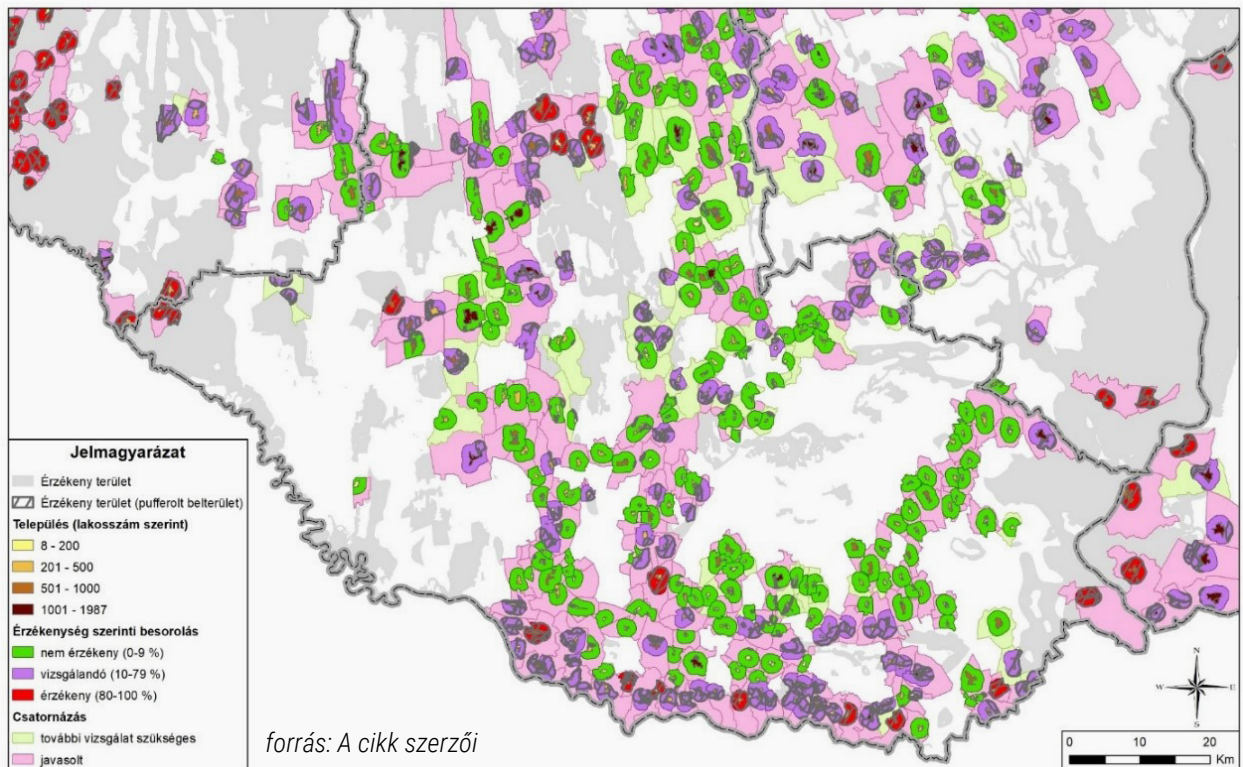 Jelmagyarázat
Érzékeny terület
Érzékeny terület (pufferolt belterület)
Település (lakosszám szerint)
8 - 200
201 - 500
501 - 1000
1001 - 1987
Érzékenység szerinti besorolás
nem érzékeny (0-9 %)
vizsgálandó (10-79 %)
érzékeny (80-100 %)
Csatornázás
további vizsgálat szükséges
javasolt
forrás: A cikk szerzői
N
W E
S
0 10 20
Km